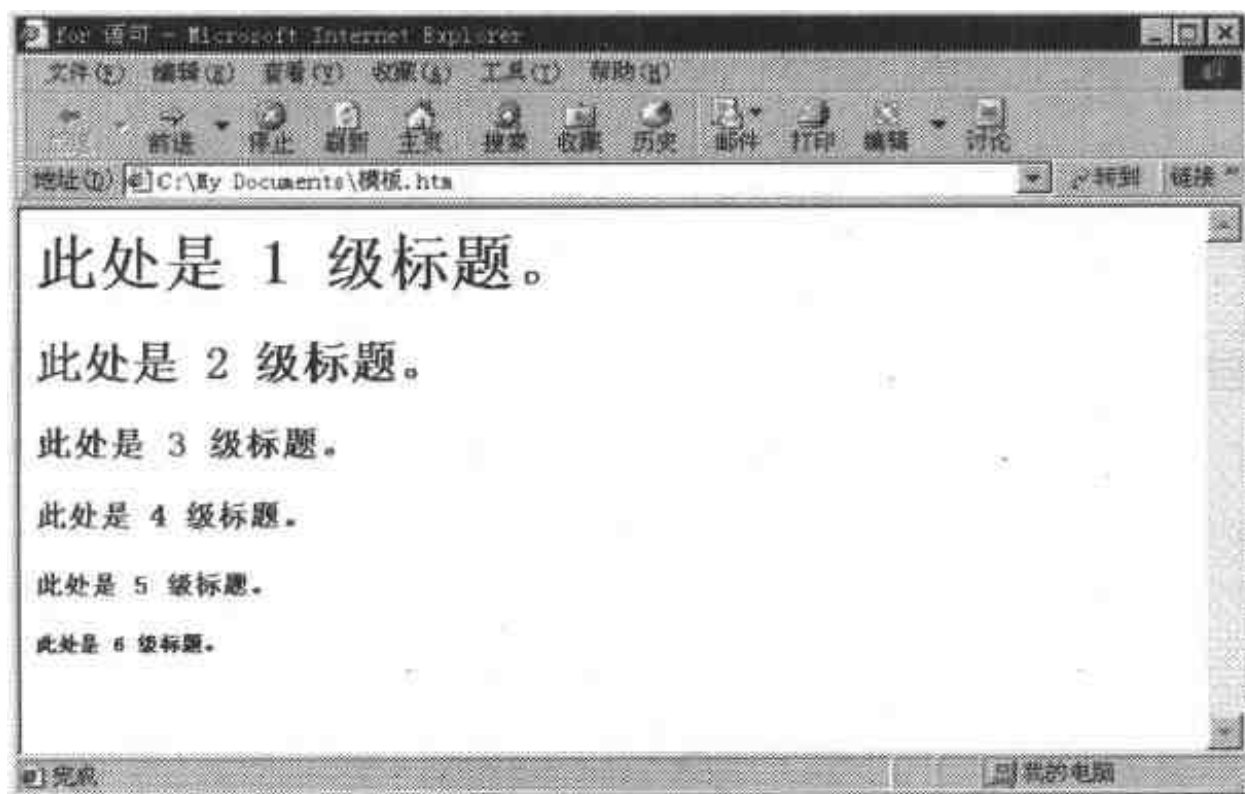 for 语句 - Microsoft Internet Explorer
文件(F) 编辑(E) 查看(V) 收藏(A) 工具(T) 帮助(H)
前进 停止 刷新 主页 搜索 收藏 历史 邮件 打印 编辑 讨论
地址(D) C:\My Documents\模板.htm 转到 链接 »
此处是 1 级标题。
此处是 2 级标题。
此处是 3 级标题。
此处是 4 级标题。
此处是 5 级标题。
此处是 6 级标题。
完成 我的电脑